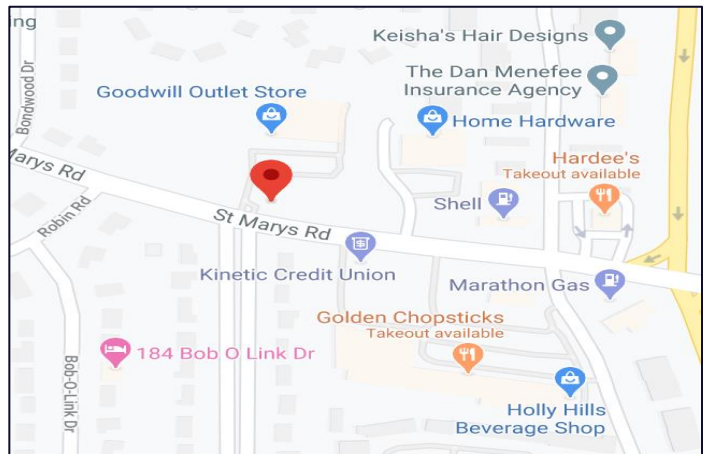 ing
Bondwood Dr
Keisha's Hair Designs
The Dan Menefee
Insurance Agency
Goodwill Outlet Store
Home Hardware
Hardee's
Takeout available
Marys Rd
Robin Rd
St Marys Rd
Shell
Kinetic Credit Union
Marathon Gas
Golden Chopsticks
Takeout available
184 Bob O Link Dr
Bob-O-Link Dr
Holly Hills
Beverage Shop